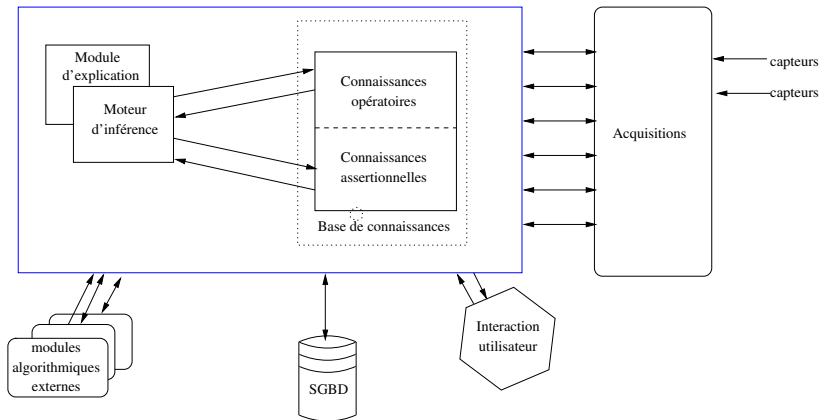 Module
d'explication
Moteur
d'inférence
Connaissances
opératoires
Connaissances
assertionnelles
Base de connaissances
Acquisitions
capteurs
capteurs
modules
algorithmiques
externes
SGBD
Interaction
utilisateur